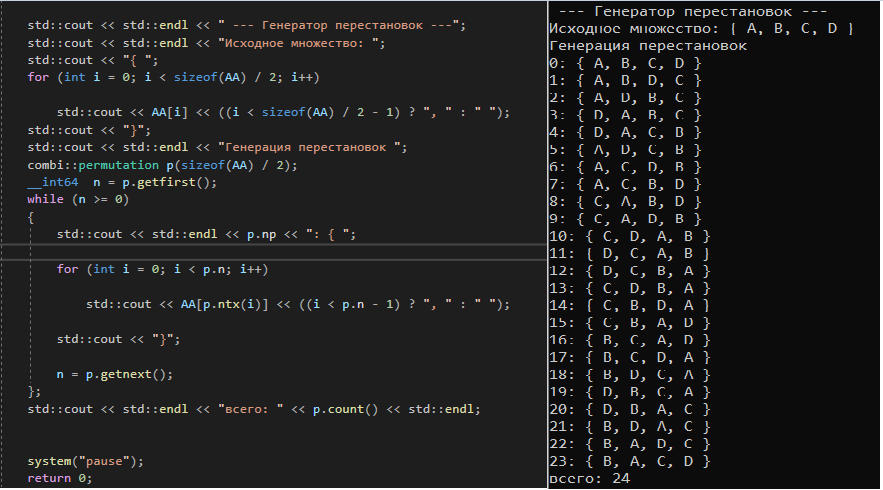 std::cout << std::endl << " --- Генератор перестановок ---";
std::cout << std::endl << "Исходное множество: ";
std::cout << "{ ";
for (int i = 0; i < sizeof(AA) / 2; i++)
std::cout << AA[i] << ((i < sizeof(AA) / 2 - 1) ? ", " : " ");
std::cout << "}";
std::cout << std::endl << "Генерация перестановок ";
combi::permutation p(sizeof(AA) / 2);
__int64  n = p.getfirst();
while (n >= 0)
{
std::cout << std::endl << p.np << ": { ";
for (int i = 0; i < p.n; i++)
std::cout << AA[p.ntx(i)] << ((i < p.n - 1) ? ", " : " ");
std::cout << "}";
n = p.getnext();
};
std::cout << std::endl << "всего: " << p.count() << std::endl;
system("pause");
return 0;
--- Генератор перестановок ---
Исходное множество: { A, B, C, D }
Генерация перестановок
0: { A, B, C, D }
1: { A, B, D, C }
2: { A, D, B, C }
3: { D, A, B, C }
4: { D, A, C, B }
5: { A, D, C, B }
6: { A, C, D, B }
7: { A, C, B, D }
8: { C, A, B, D }
9: { C, A, D, B }
10: { C, D, A, B }
11: { D, C, A, B }
12: { D, C, B, A }
13: { C, D, B, A }
14: { C, B, D, A }
15: { C, B, A, D }
16: { B, C, A, D }
17: { B, C, D, A }
18: { B, D, C, A }
19: { D, B, C, A }
20: { D, B, A, C }
21: { B, D, A, C }
22: { B, A, D, C }
23: { B, A, C, D }
всего: 24